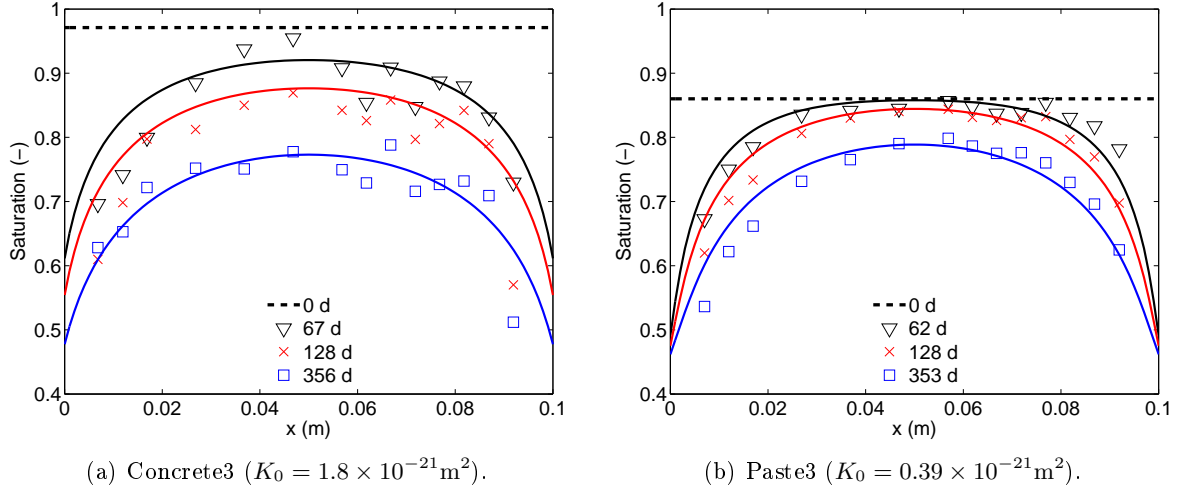 1
0.9
0.8
0.7
0.6
0.5
0.4
Saturation (−)
0
0.02
0.04
0.06
0.08
0.1
x (m)
0 d
67 d
128 d
356 d
(a) Concrete3 (K₀ = 1.8 × 10⁻²¹m²).
1
0.9
0.8
0.7
0.6
0.5
0.4
Saturation (−)
0
0.02
0.04
0.06
0.08
0.1
x (m)
0 d
62 d
128 d
353 d
(b) Paste3 (K₀ = 0.39 × 10⁻²¹m²).